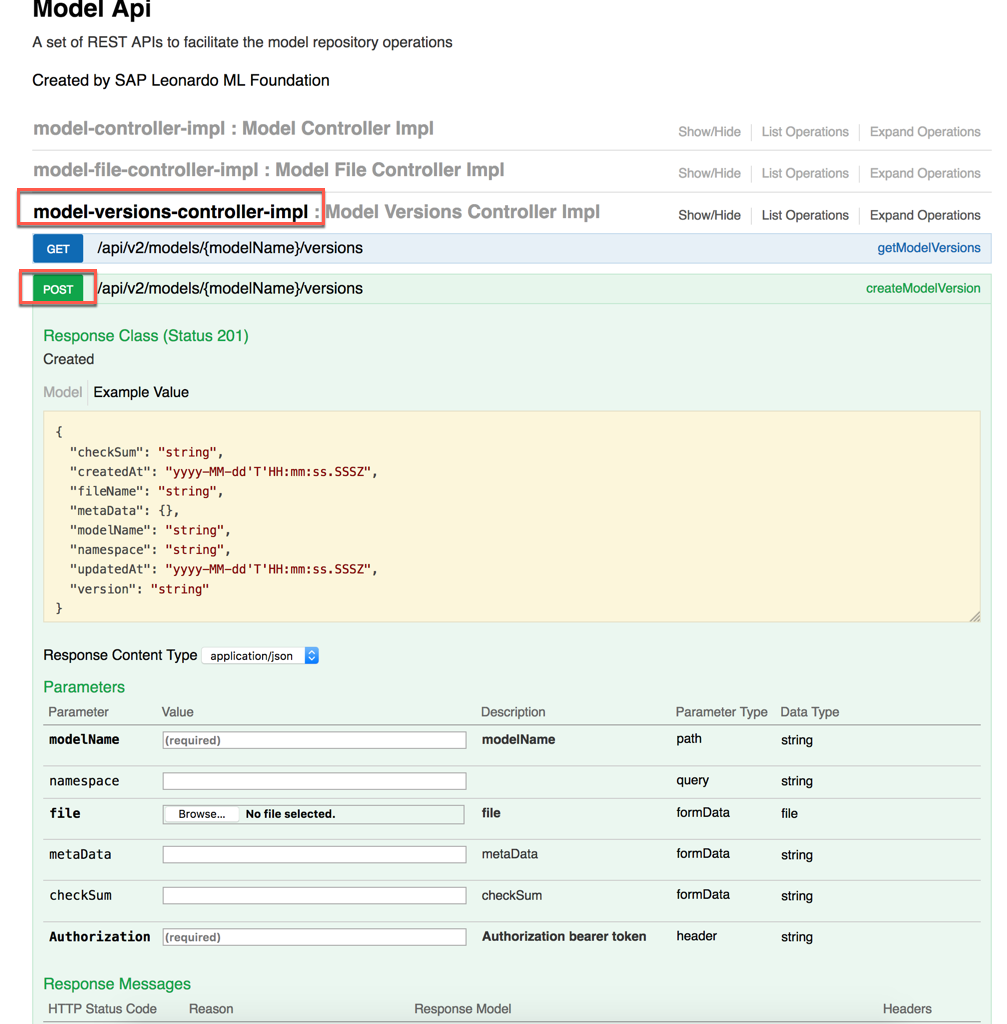 Model Api
A set of REST APIs to facilitate the model repository operations
Created by SAP Leonardo ML Foundation
model-controller-impl : Model Controller Impl Show/Hide List Operations Expand Operations
model-file-controller-impl : Model File Controller Impl Show/Hide List Operations Expand Operations
model-versions-controller-impl : Model Versions Controller Impl Show/Hide List Operations Expand Operations
GET /api/v2/models/{modelName}/versions getModelVersions
POST /api/v2/models/{modelName}/versions createModelVersion
Response Class (Status 201)
Created
Model Example Value
{
"checkSum": "string",
"createdAt": "yyyy-MM-dd'T'HH:mm:ss.SSSZ",
"fileName": "string",
"metaData": {},
"modelName": "string",
"namespace": "string",
"updatedAt": "yyyy-MM-dd'T'HH:mm:ss.SSSZ",
"version": "string"
}
Response Content Type application/json
Parameters
Parameter Value Description Parameter Type Data Type
modelName (required) modelName path string
namespace query string
file Browse... No file selected. file formData file
metaData metaData formData string
checkSum checkSum formData string
Authorization (required) Authorization bearer token header string
Response Messages
HTTP Status Code Reason Response Model Headers